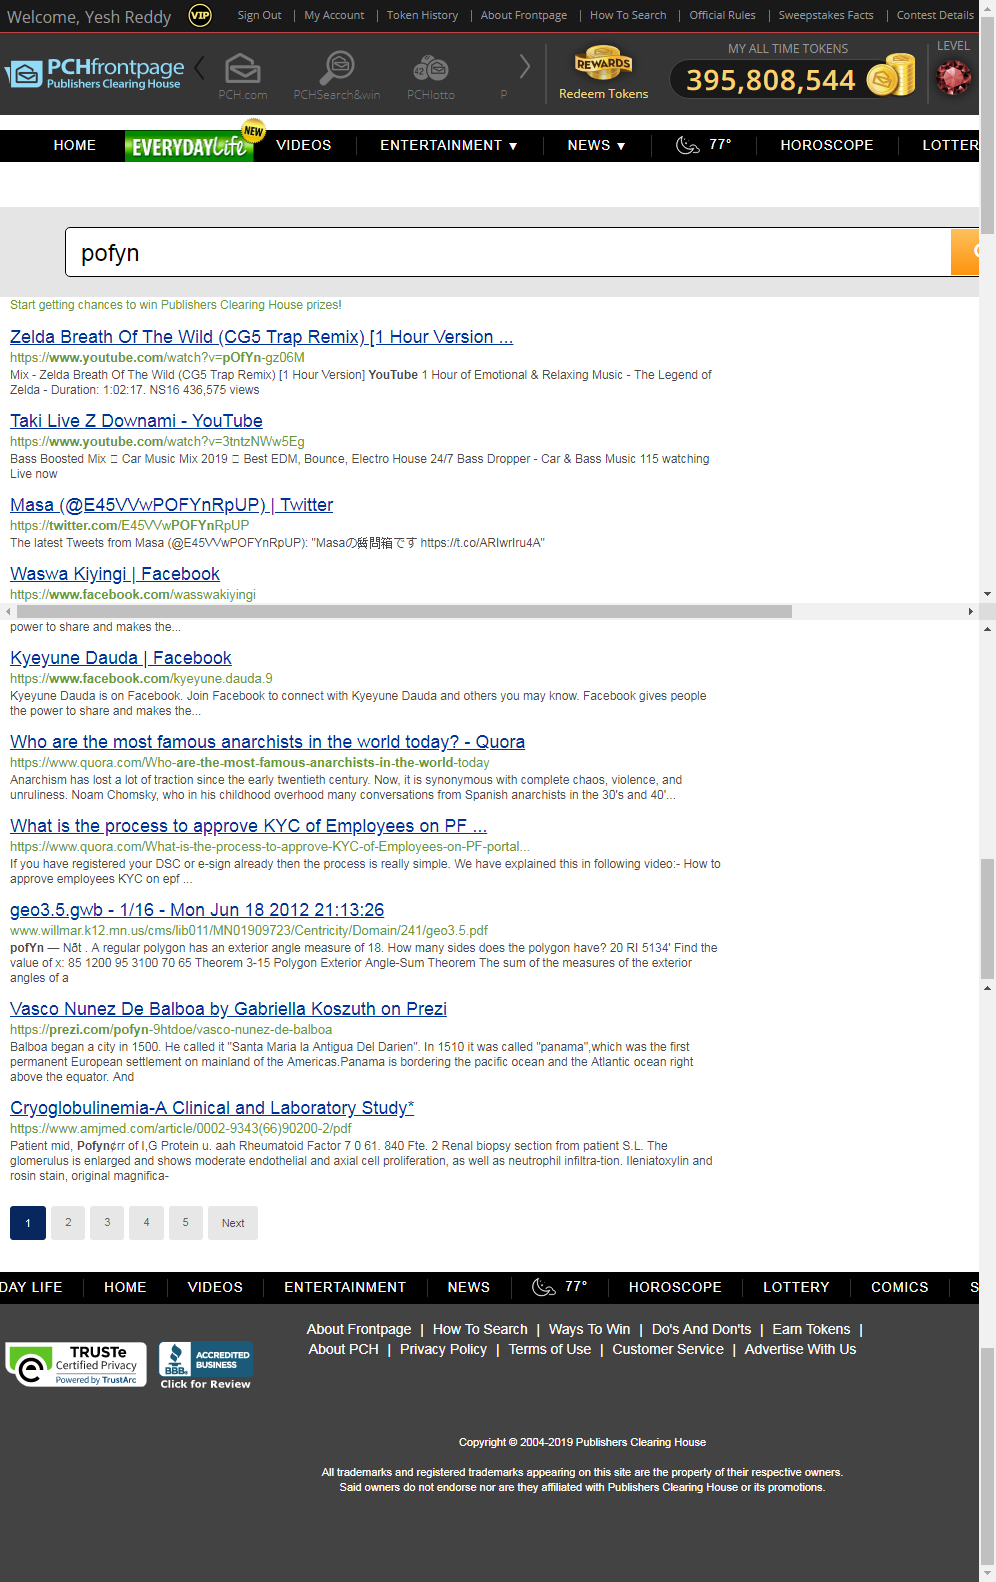 Welcome, Yesh Reddy VIP Sign Out | My Account | Token History | About Frontpage | How To Search | Official Rules | Sweepstakes Facts | Contest Details
PCHfrontpage
Publishers Clearing House
PCH.com PCHSearch&win 42 PCHlotto P
REWARDS
Redeem Tokens
MY ALL TIME TOKENS
395,808,544
LEVEL
HOME EVERYDAY Life NEW VIDEOS ENTERTAINMENT ▼ NEWS ▼ 77° HOROSCOPE LOTTER
pofyn
Start getting chances to win Publishers Clearing House prizes!
Zelda Breath Of The Wild (CG5 Trap Remix) [1 Hour Version ...
https://www.youtube.com/watch?v=pOfYn-gz06M
Mix - Zelda Breath Of The Wild (CG5 Trap Remix) [1 Hour Version] YouTube 1 Hour of Emotional & Relaxing Music - The Legend of
Zelda - Duration: 1:02:17. NS16 436,575 views
Taki Live Z Downami - YouTube
https://www.youtube.com/watch?v=3tntzNWw5Eg
Bass Boosted Mix Car Music Mix 2019 Best EDM, Bounce, Electro House 24/7 Bass Dropper - Car & Bass Music 115 watching
Live now
Masa (@E45VVwPOFYnRpUP) | Twitter
https://twitter.com/E45VVwPOFYnRpUP
The latest Tweets from Masa (@E45VVwPOFYnRpUP): "Masaの質問箱です https://t.co/ARIwrIru4A"
Waswa Kiyingi | Facebook
https://www.facebook.com/wasswakiyingi
power to share and makes the...
Kyeyune Dauda | Facebook
https://www.facebook.com/kyeyune.dauda.9
Kyeyune Dauda is on Facebook. Join Facebook to connect with Kyeyune Dauda and others you may know. Facebook gives people
the power to share and makes the...
Who are the most famous anarchists in the world today? - Quora
https://www.quora.com/Who-are-the-most-famous-anarchists-in-the-world-today
Anarchism has lost a lot of traction since the early twentieth century. Now, it is synonymous with complete chaos, violence, and
unruliness. Noam Chomsky, who in his childhood overhood many conversations from Spanish anarchists in the 30's and 40'...
What is the process to approve KYC of Employees on PF ...
https://www.quora.com/What-is-the-process-to-approve-KYC-of-Employees-on-PF-portal...
If you have registered your DSC or e-sign already then the process is really simple. We have explained this in following video:- How to
approve employees KYC on epf ...
geo3.5.gwb - 1/16 - Mon Jun 18 2012 21:13:26
www.willmar.k12.mn.us/cms/lib011/MN01909723/Centricity/Domain/241/geo3.5.pdf
pofYn — Nðt . A regular polygon has an exterior angle measure of 18. How many sides does the polygon have? 20 RI 5134' Find the
value of x: 85 1200 95 3100 70 65 Theorem 3-15 Polygon Exterior Angle-Sum Theorem The sum of the measures of the exterior
angles of a
Vasco Nunez De Balboa by Gabriella Koszuth on Prezi
https://prezi.com/pofyn-9htdoe/vasco-nunez-de-balboa
Balboa began a city in 1500. He called it "Santa Maria la Antigua Del Darien". In 1510 it was called "panama",which was the first
permanent European settlement on mainland of the Americas.Panama is bordering the pacific ocean and the Atlantic ocean right
above the equator. And
Cryoglobulinemia-A Clinical and Laboratory Study*
https://www.amjmed.com/article/0002-9343(66)90200-2/pdf
Patient mid, Pofyn¢rr of I,G Protein u. aah Rheumatoid Factor 7 0 61. 840 Fte. 2 Renal biopsy section from patient S.L. The
glomerulus is enlarged and shows moderate endothelial and axial cell proliferation, as well as neutrophil infiltra-tion. Ileniatoxylin and
rosin stain, original magnifica-
1 2 3 4 5 Next
DAY LIFE HOME VIDEOS ENTERTAINMENT NEWS 77° HOROSCOPE LOTTERY COMICS S
About Frontpage | How To Search | Ways To Win | Do's And Don'ts | Earn Tokens |
About PCH | Privacy Policy | Terms of Use | Customer Service | Advertise With Us
TRUSTe
Certified Privacy
Powered by TrustArc
BBB. ACCREDITED
BUSINESS
Click for Review
Copyright © 2004-2019 Publishers Clearing House
All trademarks and registered trademarks appearing on this site are the property of their respective owners.
Said owners do not endorse nor are they affiliated with Publishers Clearing House or its promotions.